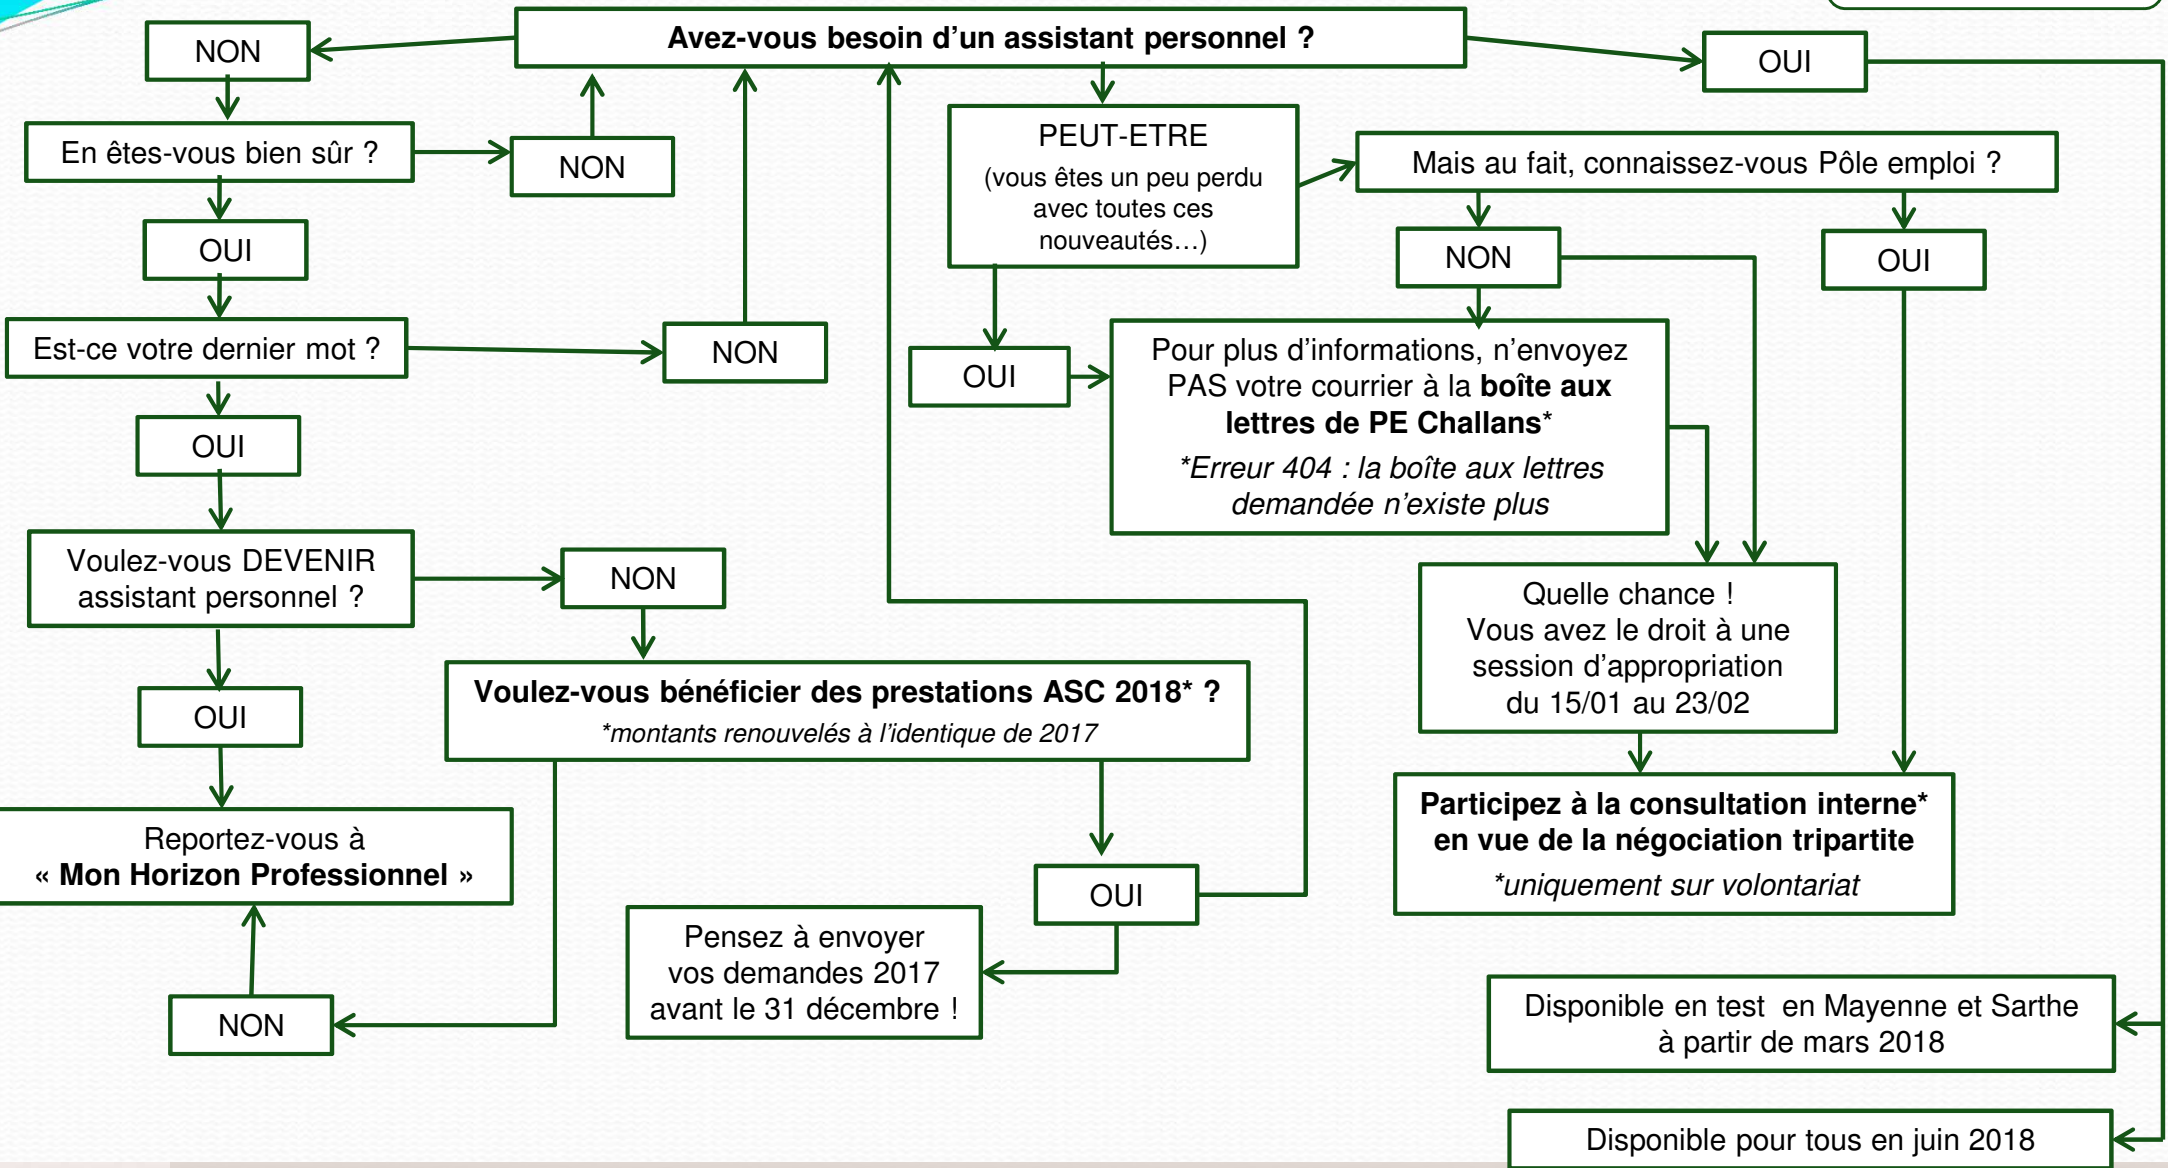 Avez-vous besoin d'un assistant personnel ?
NON
OUI
En êtes-vous bien sûr ?
NON
PEUT-ETRE
(vous êtes un peu perdu
avec toutes ces
nouveautés…)
Mais au fait, connaissez-vous Pôle emploi ?
OUI
NON
OUI
Est-ce votre dernier mot ?
NON
OUI
Pour plus d’informations, n’envoyez
PAS votre courrier à la boîte aux
lettres de PE Challans*
*Erreur 404 : la boîte aux lettres
demandée n’existe plus
OUI
Voulez-vous DEVENIR
assistant personnel ?
NON
Quelle chance !
Vous avez le droit à une
session d’appropriation
du 15/01 au 23/02
OUI
Voulez-vous bénéficier des prestations ASC 2018* ?
*montants renouvelés à l’identique de 2017
Reportez-vous à
« Mon Horizon Professionnel »
Participez à la consultation interne*
en vue de la négociation tripartite
*uniquement sur volontariat
OUI
Pensez à envoyer
vos demandes 2017
avant le 31 décembre !
NON
Disponible en test  en Mayenne et Sarthe
à partir de mars 2018
Disponible pour tous en juin 2018